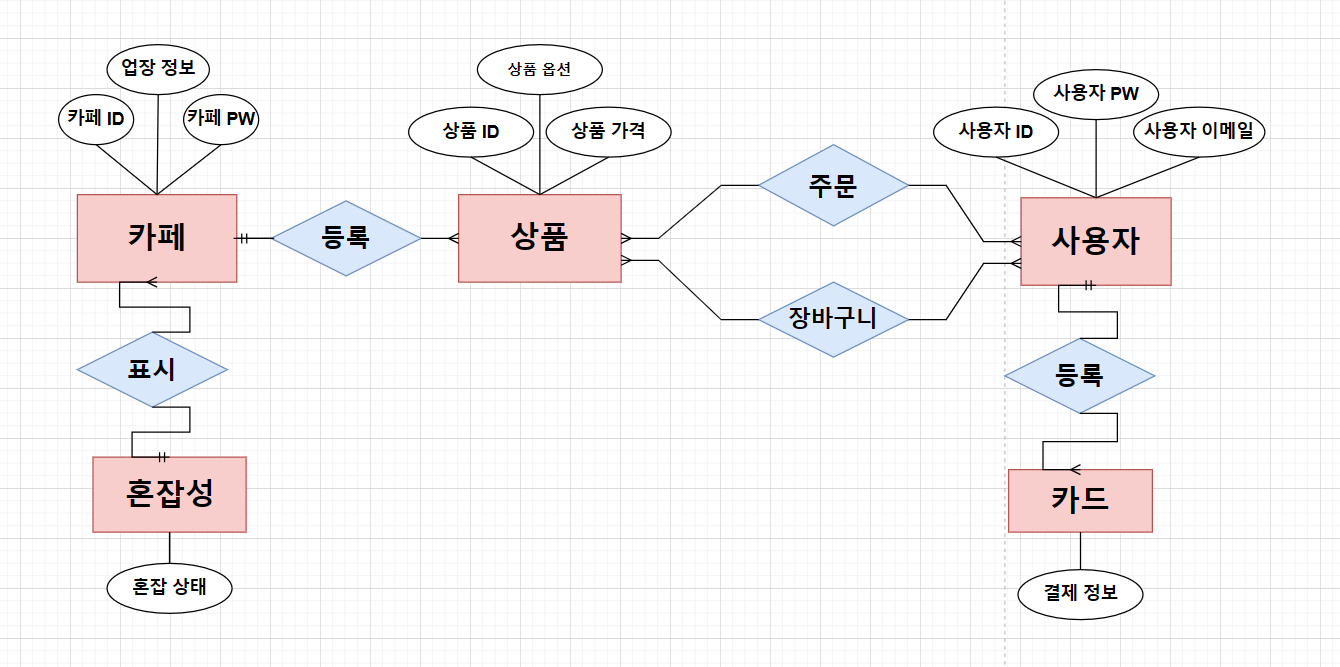 업장 정보
카페 ID
카페 PW
상품 옵션
상품 ID
상품 가격
사용자 PW
사용자 ID
사용자 이메일
카페
등록
상품
주문
장바구니
사용자
표시
등록
혼잡성
카드
혼잡 상태
결제 정보